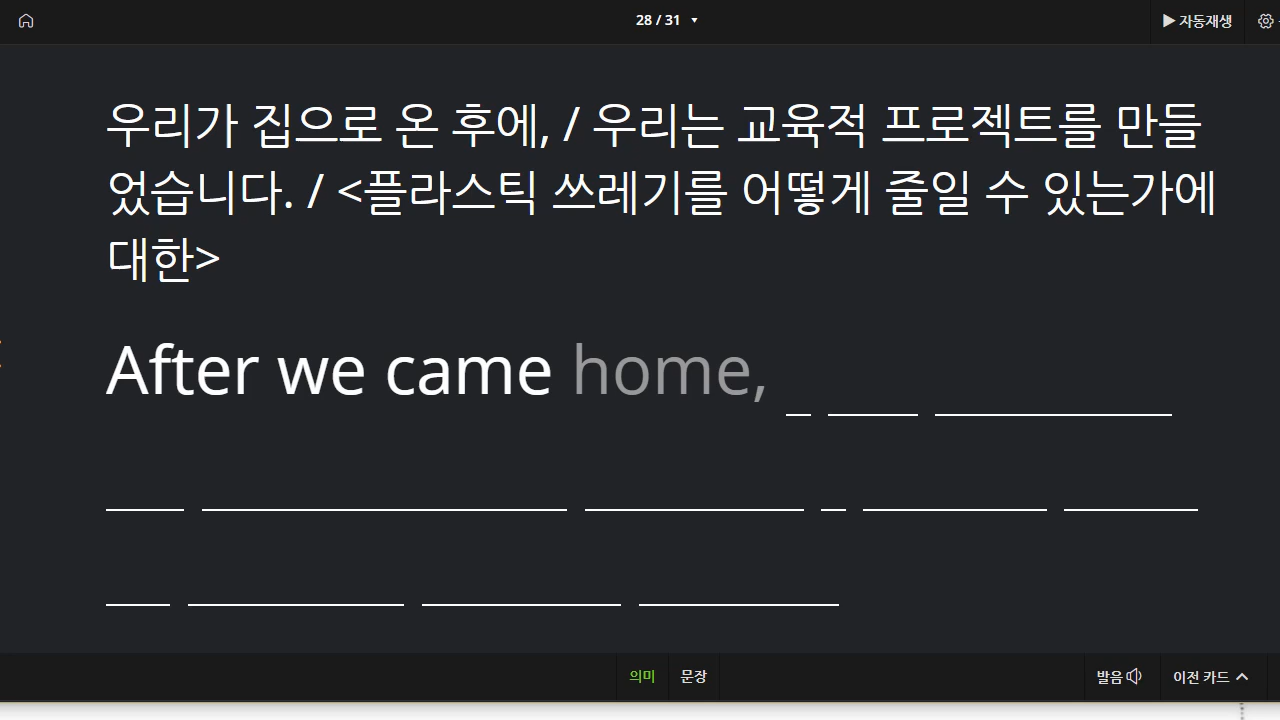 28 / 31
자동재생
우리가 집으로 온 후에, / 우리는 교육적 프로젝트를 만들
었습니다. / <플라스틱 쓰레기를 어떻게 줄일 수 있는가에
대한>
After we came home,
의미 문장 발음 이전 카드